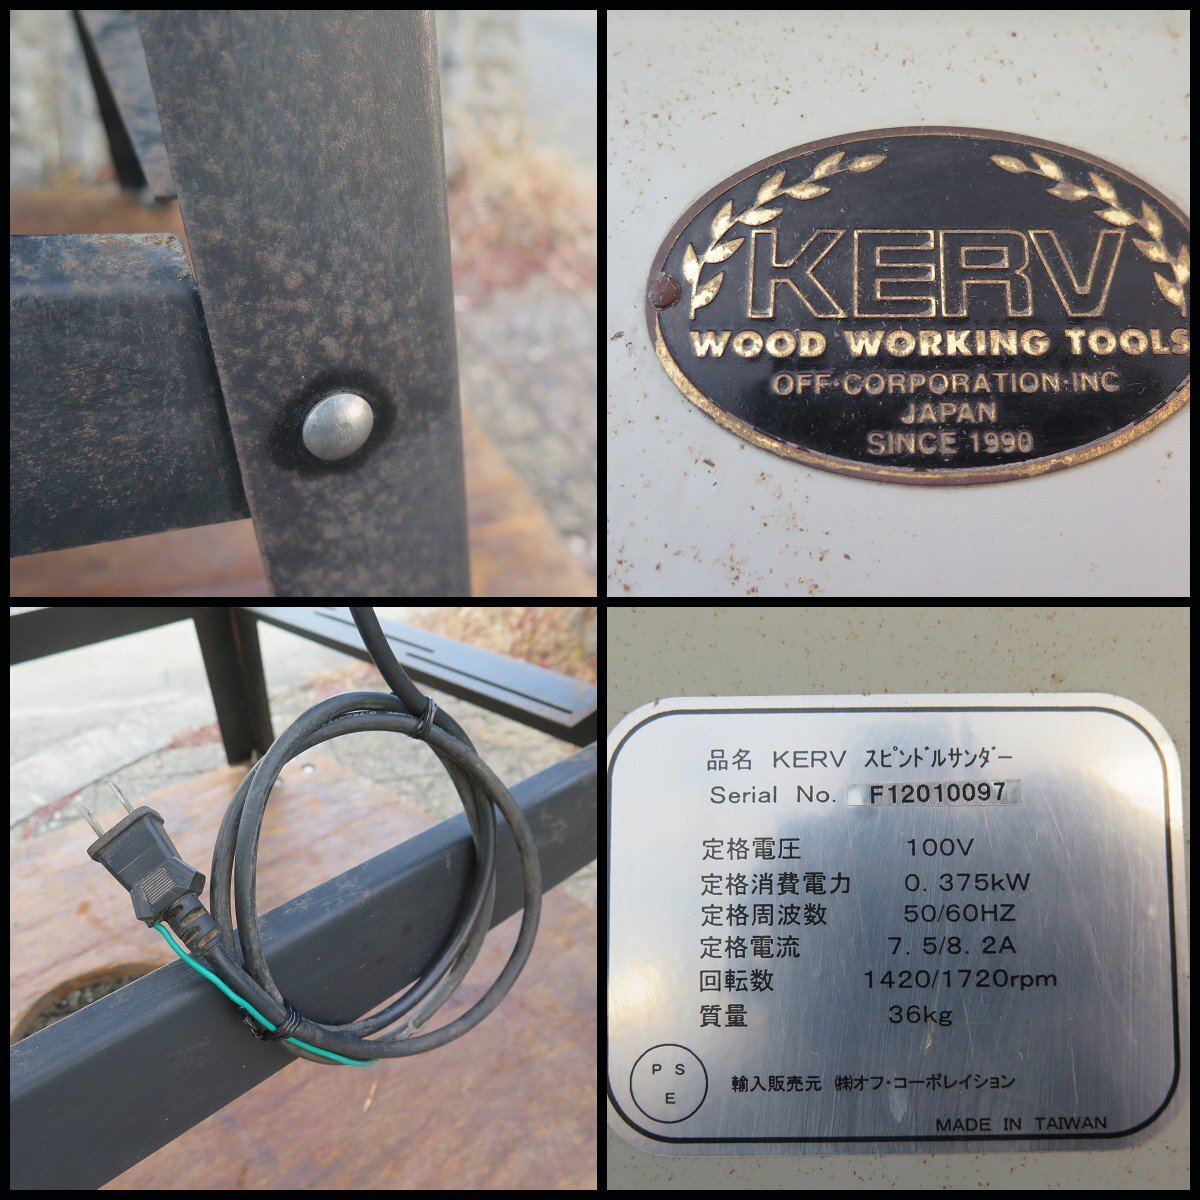 KERV
WOOD WORKING TOOLS
OFF·CORPORATION·INC
JAPAN
SINCE 1990
品名 KERV スピンドルサンダー
Serial No. F12010097
定格電圧 100V
定格消費電力 0.375kW
定格周波数 50/60HZ
定格電流 7.5/8.2A
回転数 1420/1720rpm
質量 36kg
P S
E
輸入販売元 ㈱オフ・コーポレイション
MADE IN TAIWAN